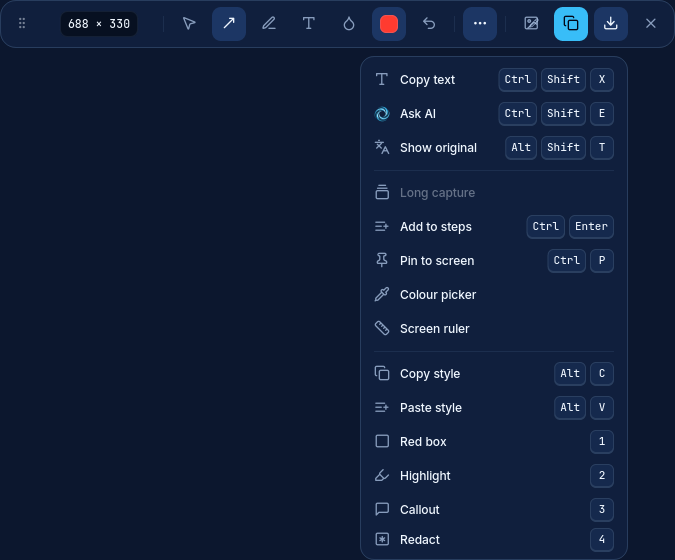 688 × 330
Copy text Ctrl Shift X
Ask AI Ctrl Shift E
Show original Alt Shift T
Long capture
Add to steps Ctrl Enter
Pin to screen Ctrl P
Colour picker
Screen ruler
Copy style Alt C
Paste style Alt V
Red box 1
Highlight 2
Callout 3
Redact 4